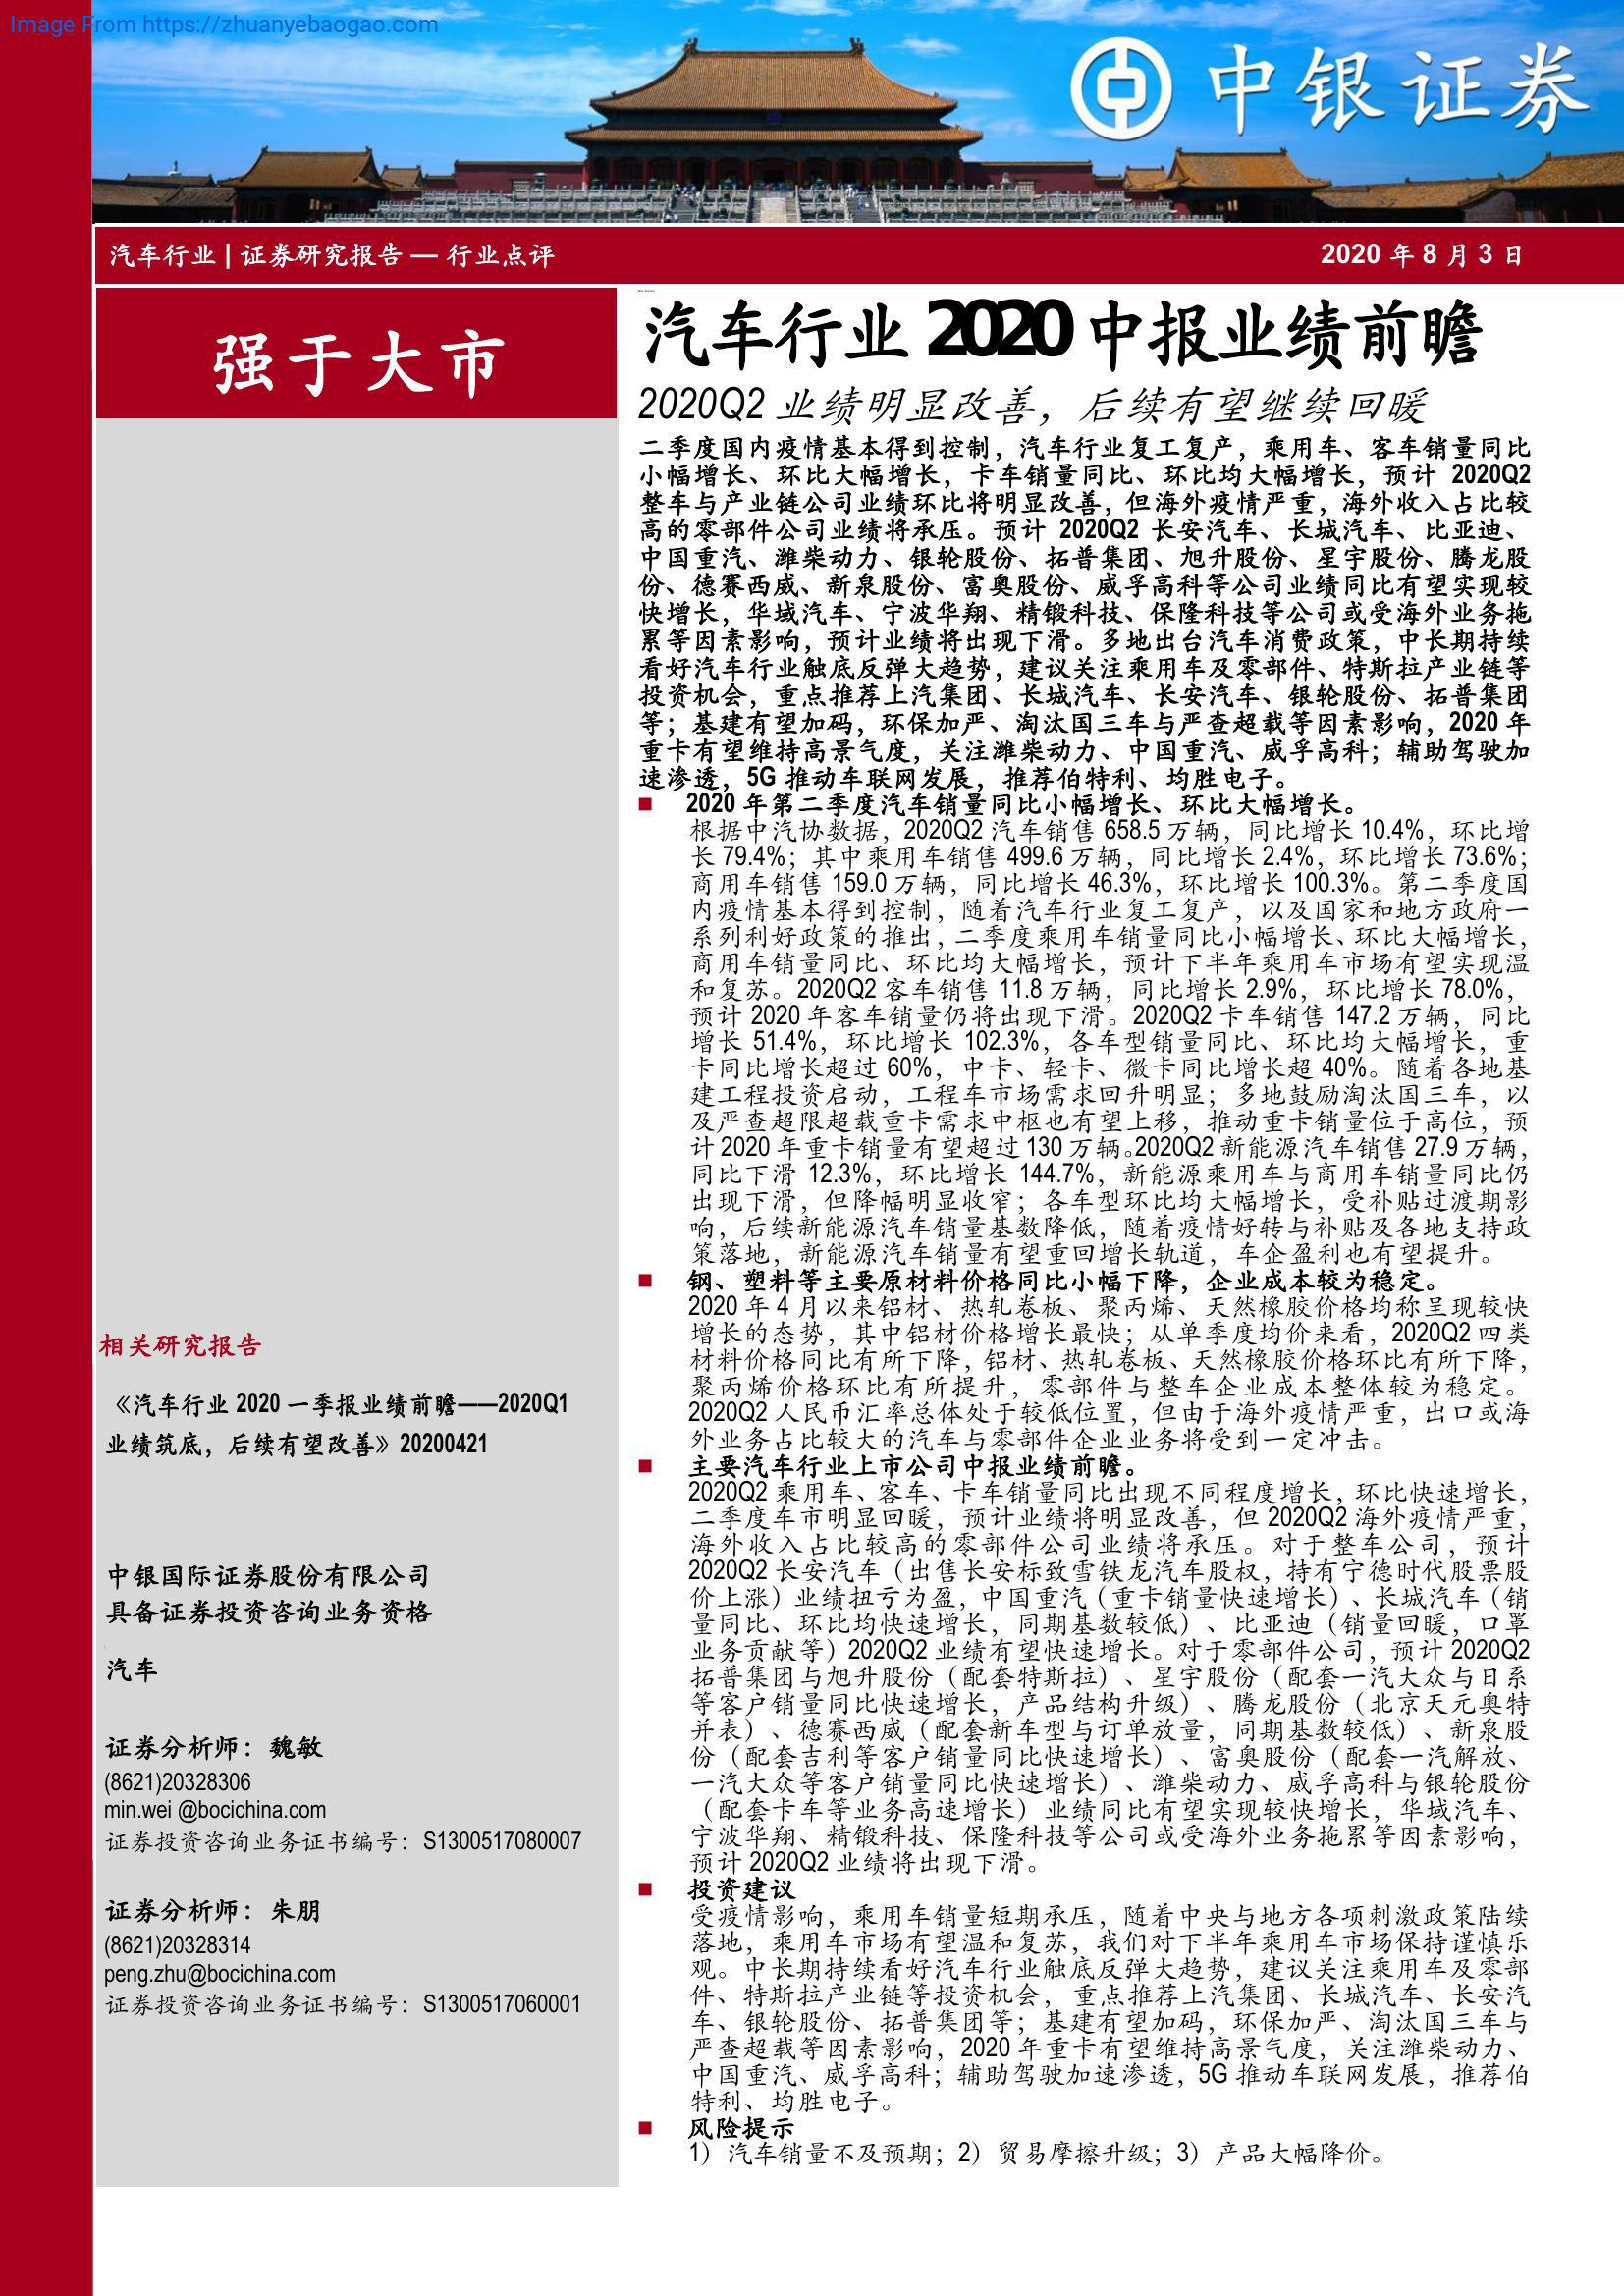 Image From https://zhuanyebaogao.com
中银证券
汽车行业 | 证券研究报告 — 行业点评
2020 年 8 月 3 日
强于大市
汽车行业 2020 中报业绩前瞻
2020Q2 业绩明显改善，后续有望继续回暖
二季度国内疫情基本得到控制，汽车行业复工复产，乘用车、客车销量同比
小幅增长、环比大幅增长，卡车销量同比、环比均大幅增长，预计 2020Q2
整车与产业链公司业绩环比将明显改善，但海外疫情严重，海外收入占比较
高的零部件公司业绩将承压。预计 2020Q2 长安汽车、长城汽车、比亚迪、
中国重汽、潍柴动力、银轮股份、拓普集团、旭升股份、星宇股份、腾龙股
份、德赛西威、新泉股份、富奥股份、威孚高科等公司业绩同比有望实现较
快增长，华域汽车、宁波华翔、精锻科技、保隆科技等公司或受海外业务拖
累等因素影响，预计业绩将出现下滑。多地出台汽车消费政策，中长期持续
看好汽车行业触底反弹大趋势，建议关注乘用车及零部件、特斯拉产业链等
投资机会，重点推荐上汽集团、长城汽车、长安汽车、银轮股份、拓普集团
等；基建有望加码，环保加严、淘汰国三车与严查超载等因素影响，2020 年
重卡有望维持高景气度，关注潍柴动力、中国重汽、威孚高科；辅助驾驶加
速渗透，5G 推动车联网发展，推荐伯特利、均胜电子。
■ 2020 年第二季度汽车销量同比小幅增长、环比大幅增长。
根据中汽协数据，2020Q2 汽车销售 658.5 万辆，同比增长 10.4%，环比增
长 79.4%；其中乘用车销售 499.6 万辆，同比增长 2.4%，环比增长 73.6%；
商用车销售 159.0 万辆，同比增长 46.3%，环比增长 100.3%。第二季度国
内疫情基本得到控制，随着汽车行业复工复产，以及国家和地方政府一
系列利好政策的推出，二季度乘用车销量同比小幅增长、环比大幅增长，
商用车销量同比、环比均大幅增长，预计下半年乘用车市场有望实现温
和复苏。2020Q2 客车销售 11.8 万辆，同比增长 2.9%，环比增长 78.0%，
预计 2020 年客车销量仍将出现下滑。2020Q2 卡车销售 147.2 万辆，同比
增长 51.4%，环比增长 102.3%，各车型销量同比、环比均大幅增长，重
卡同比增长超过 60%，中卡、轻卡、微卡同比增长超 40%。随着各地基
建工程投资启动，工程车市场需求回升明显；多地鼓励淘汰国三车，以
及严查超限超载重卡需求中枢也有望上移，推动重卡销量位于高位，预
计 2020 年重卡销量有望超过 130 万辆。2020Q2 新能源汽车销售 27.9 万辆，
同比下滑 12.3%，环比增长 144.7%，新能源乘用车与商用车销量同比仍
出现下滑，但降幅明显收窄；各车型环比均大幅增长，受补贴过渡期影
响，后续新能源汽车销量基数降低，随着疫情好转与补贴及各地支持政
策落地，新能源汽车销量有望重回增长轨道，车企盈利也有望提升。
■ 钢、塑料等主要原材料价格同比小幅下降，企业成本较为稳定。
2020 年 4 月以来铝材、热轧卷板、聚丙烯、天然橡胶价格均称呈现较快
增长的态势，其中铝材价格增长最快；从单季度均价来看，2020Q2 四类
材料价格同比有所下降，铝材、热轧卷板、天然橡胶价格环比有所下降，
聚丙烯价格环比有所提升，零部件与整车企业成本整体较为稳定。
2020Q2 人民币汇率总体处于较低位置，但由于海外疫情严重，出口或海
外业务占比较大的汽车与零部件企业业务将受到一定冲击。
■ 主要汽车行业上市公司中报业绩前瞻。
2020Q2 乘用车、客车、卡车销量同比出现不同程度增长，环比快速增长，
二季度车市明显回暖，预计业绩将明显改善，但 2020Q2 海外疫情严重，
海外收入占比较高的零部件公司业绩将承压。对于整车公司，预计
2020Q2 长安汽车（出售长安标致雪铁龙汽车股权，持有宁德时代股票股
价上涨）业绩扭亏为盈，中国重汽（重卡销量快速增长）、长城汽车（销
量同比、环比均快速增长，同期基数较低）、比亚迪（销量回暖，口罩
业务贡献等）2020Q2 业绩有望快速增长。对于零部件公司，预计 2020Q2
拓普集团与旭升股份（配套特斯拉）、星宇股份（配套一汽大众与日系
等客户销量同比快速增长，产品结构升级）、腾龙股份（北京天元奥特
并表）、德赛西威（配套新车型与订单放量，同期基数较低）、新泉股
份（配套吉利等客户销量同比快速增长）、富奥股份（配套一汽解放、
一汽大众等客户销量同比快速增长）、潍柴动力、威孚高科与银轮股份
（配套卡车等业务高速增长）业绩同比有望实现较快增长，华域汽车、
宁波华翔、精锻科技、保隆科技等公司或受海外业务拖累等因素影响，
预计 2020Q2 业绩将出现下滑。
■ 投资建议
受疫情影响，乘用车销量短期承压，随着中央与地方各项刺激政策陆续
落地，乘用车市场有望温和复苏，我们对下半年乘用车市场保持谨慎乐
观。中长期持续看好汽车行业触底反弹大趋势，建议关注乘用车及零部
件、特斯拉产业链等投资机会，重点推荐上汽集团、长城汽车、长安汽
车、银轮股份、拓普集团等；基建有望加码，环保加严、淘汰国三车与
严查超载等因素影响，2020 年重卡有望维持高景气度，关注潍柴动力、
中国重汽、威孚高科；辅助驾驶加速渗透，5G 推动车联网发展，推荐伯
特利、均胜电子。
■ 风险提示
1）汽车销量不及预期；2）贸易摩擦升级；3）产品大幅降价。
相关研究报告
《汽车行业 2020 一季报业绩前瞻——2020Q1
业绩筑底，后续有望改善》20200421
中银国际证券股份有限公司
具备证券投资咨询业务资格
汽车
证券分析师：魏敏
(8621)20328306
min.wei @bocichina.com
证券投资咨询业务证书编号：S1300517080007
证券分析师：朱朋
(8621)20328314
peng.zhu@bocichina.com
证券投资咨询业务证书编号：S1300517060001